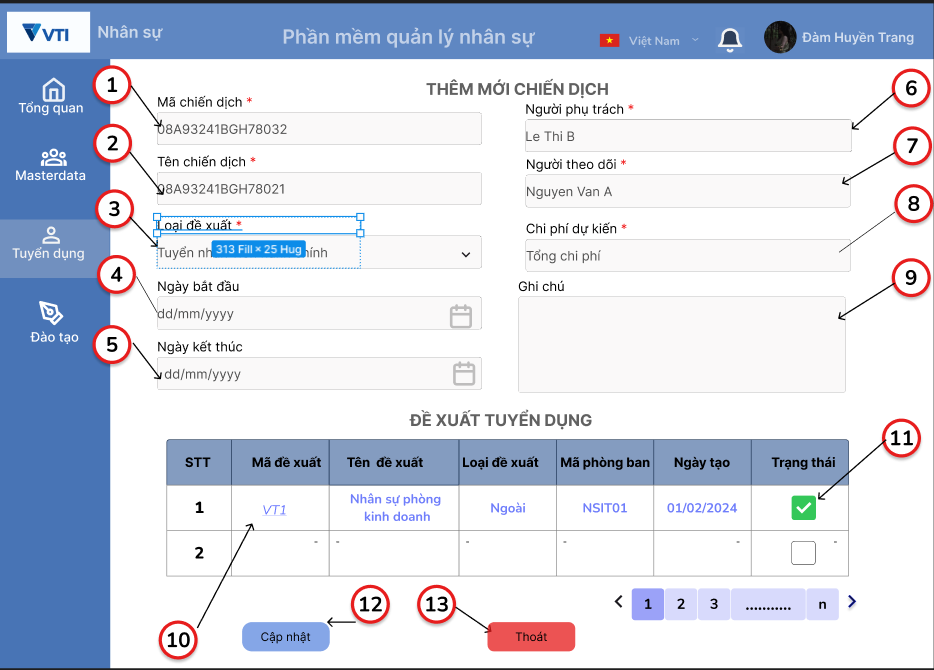 VTI
Nhân sự
Phần mềm quản lý nhân sự
Việt Nam
Đàm Huyền Trang
Tổng quan
Masterdata
Tuyển dụng
Đào tạo
THÊM MỚI CHIẾN DỊCH
1
Mã chiến dịch *
08A93241BGH78032
2
Tên chiến dịch *
08A93241BGH78021
3
Loại đề xuất *
Tuyển nh
313 Fill × 25 Hug
ính
4
Ngày bắt đầu
dd/mm/yyyy
5
Ngày kết thúc
dd/mm/yyyy
Người phụ trách *
6
Le Thi B
Người theo dõi *
7
Nguyen Van A
8
Chi phí dự kiến *
Tổng chi phí
Ghi chú
9
ĐỀ XUẤT TUYỂN DỤNG
11
STT Mã đề xuất Tên đề xuất Loại đề xuất Mã phòng ban Ngày tạo Trạng thái
1 VT1 Nhân sự phòng kinh doanh Ngoài NSIT01 01/02/2024
2 - - - - - -
1 2 3 ........... n
10
12
13
Cập nhật
Thoát